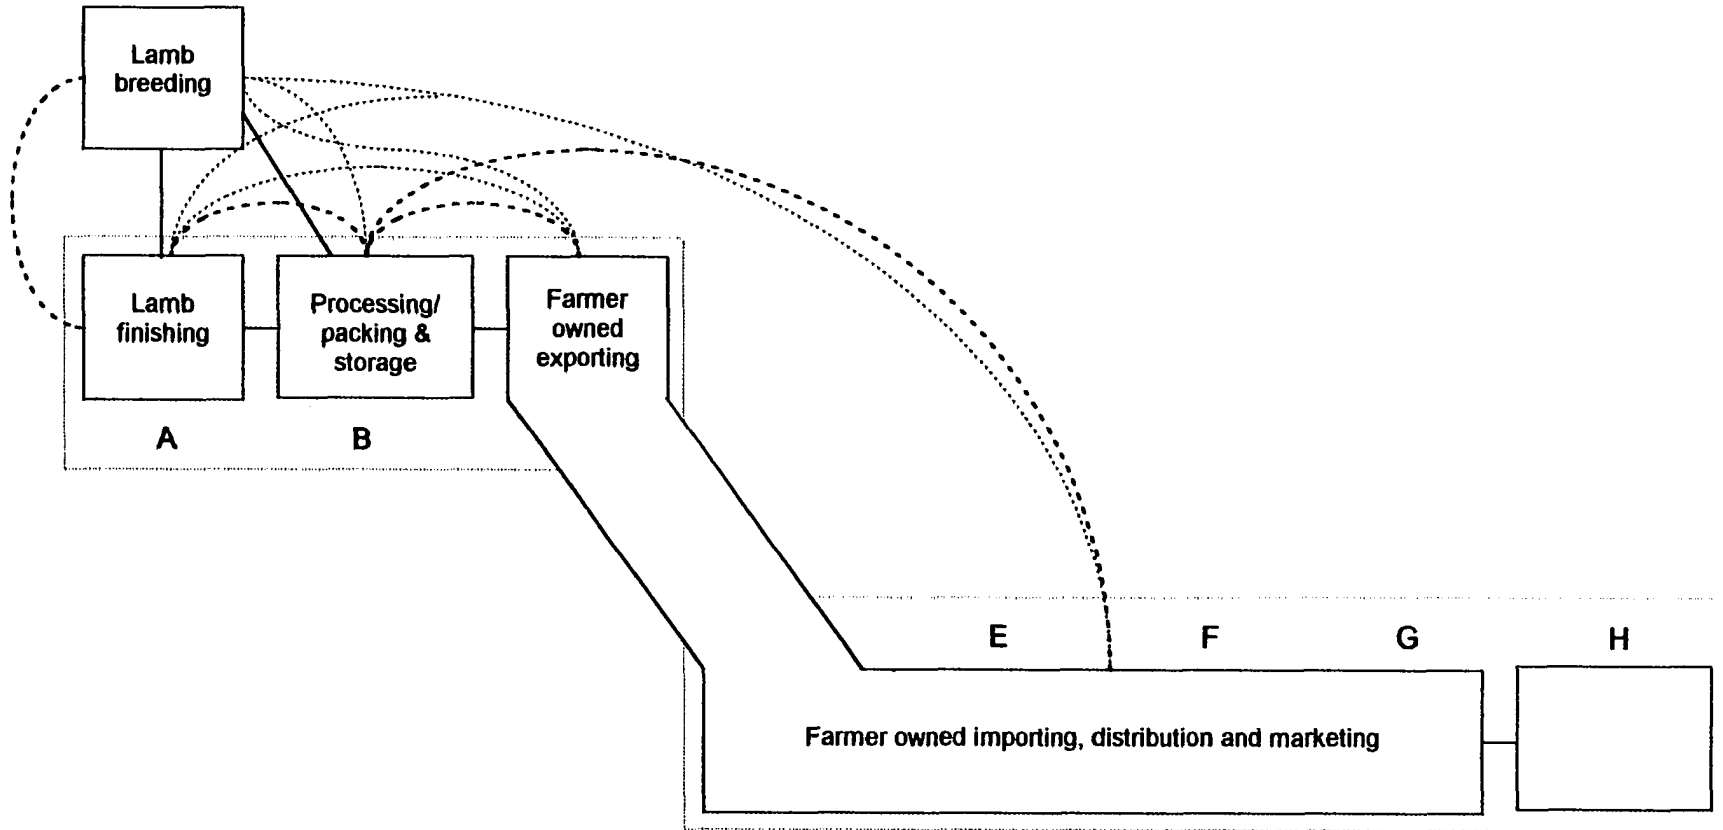 Lamb
breeding
Lamb
finishing
Processing/
packing &
storage
Farmer
owned
exporting
A
B
E
F
G
H
Farmer owned importing, distribution and marketing